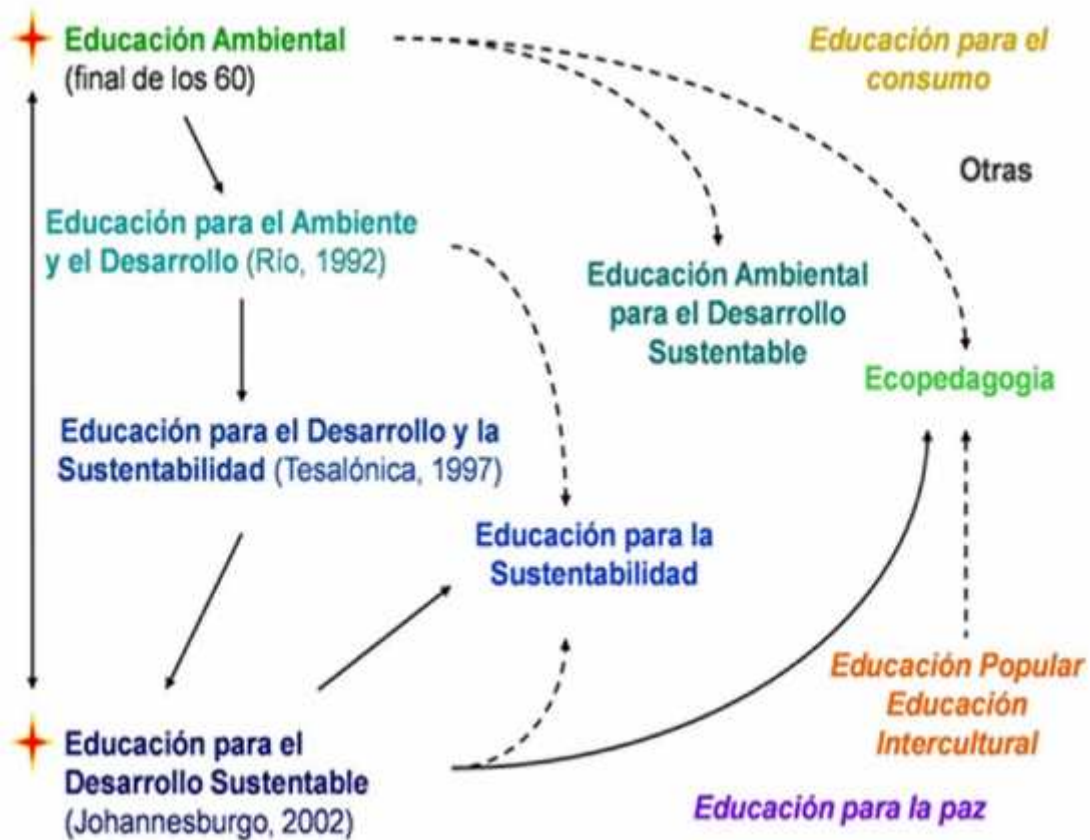 Educación Ambiental
(final de los 60)
Educación para el
consumo
Otras
Educación para el Ambiente
y el Desarrollo (Río, 1992)
Educación Ambiental
para el Desarrollo
Sustentable
Ecopedagogia
Educación para el Desarrollo y la
Sustentabilidad (Tesalónica, 1997)
Educación para la
Sustentabilidad
Educación Popular
Educación
Intercultural
Educación para el
Desarrollo Sustentable
(Johannesburgo, 2002)
Educación para la paz